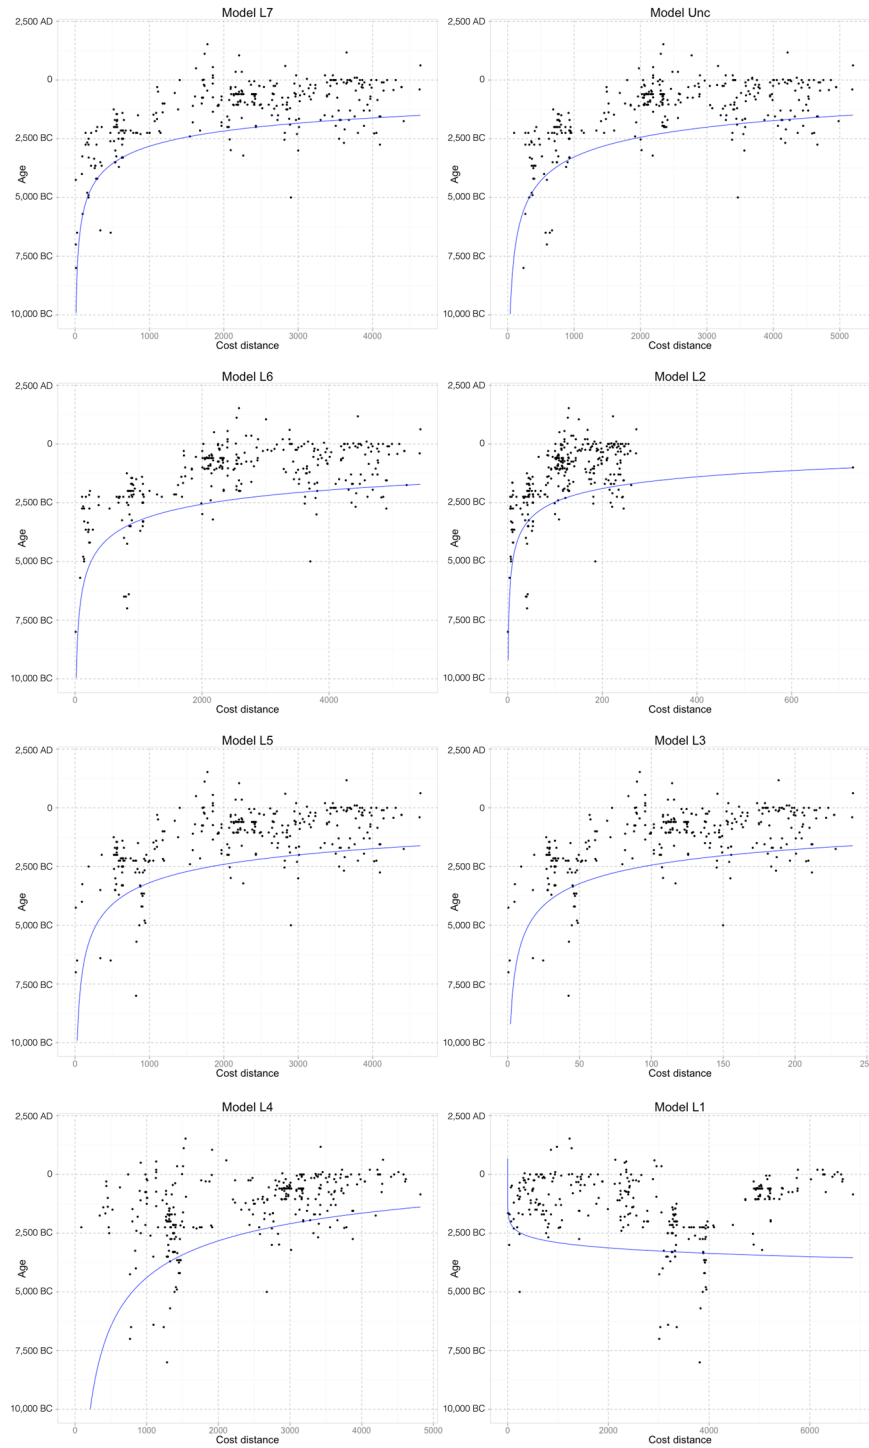 Model L7
2,500 AD
0
2,500 BC
5,000 BC
7,500 BC
10,000 BC
Age
0 1000 2000 3000 4000
Cost distance
Model Unc
2,500 AD
0
2,500 BC
5,000 BC
7,500 BC
10,000 BC
Age
0 1000 2000 3000 4000 5000
Cost distance
Model L6
2,500 AD
0
2,500 BC
5,000 BC
7,500 BC
10,000 BC
Age
2000 4000
Cost distance
Model L2
2,500 AD
0
2,500 BC
5,000 BC
7,500 BC
10,000 BC
Age
0 200 400 600
Cost distance
Model L5
2,500 AD
0
2,500 BC
5,000 BC
7,500 BC
10,000 BC
Age
0 1000 2000 3000 4000
Cost distance
Model L3
2,500 AD
0
2,500 BC
5,000 BC
7,500 BC
10,000 BC
Age
0 50 100 150 200
Cost distance
Model L4
2,500 AD
0
2,500 BC
5,000 BC
7,500 BC
10,000 BC
Age
0 1000 2000 3000 4000 5000
Cost distance
Model L1
2,500 AD
0
2,500 BC
5,000 BC
7,500 BC
10,000 BC
Age
0 2000 4000 6000
Cost distance